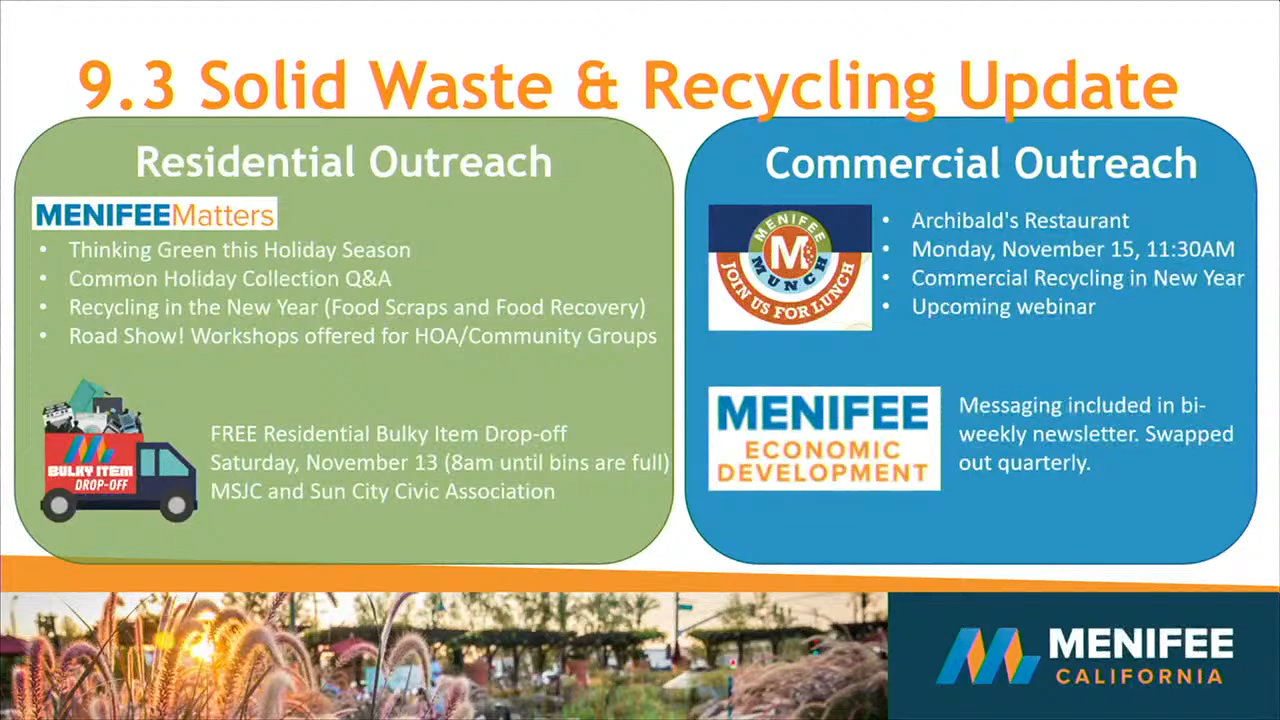 9.3 Solid Waste & Recycling Update
Residential Outreach
MENIFEEMatters
• Thinking Green this Holiday Season
• Common Holiday Collection Q&A
• Recycling in the New Year (Food Scraps and Food Recovery)
• Road Show! Workshops offered for HOA/Community Groups
BULKY ITEM
DROP-OFF
FREE Residential Bulky Item Drop-off
Saturday, November 13 (8am until bins are full)
MSJC and Sun City Civic Association
Commercial Outreach
MENIFEE
M
MUNCH
JOIN US FOR LUNCH
• Archibald's Restaurant
• Monday, November 15, 11:30AM
• Commercial Recycling in New Year
• Upcoming webinar
MENIFEE
ECONOMIC
DEVELOPMENT
Messaging included in bi-
weekly newsletter. Swapped
out quarterly.
MENIFEE
CALIFORNIA